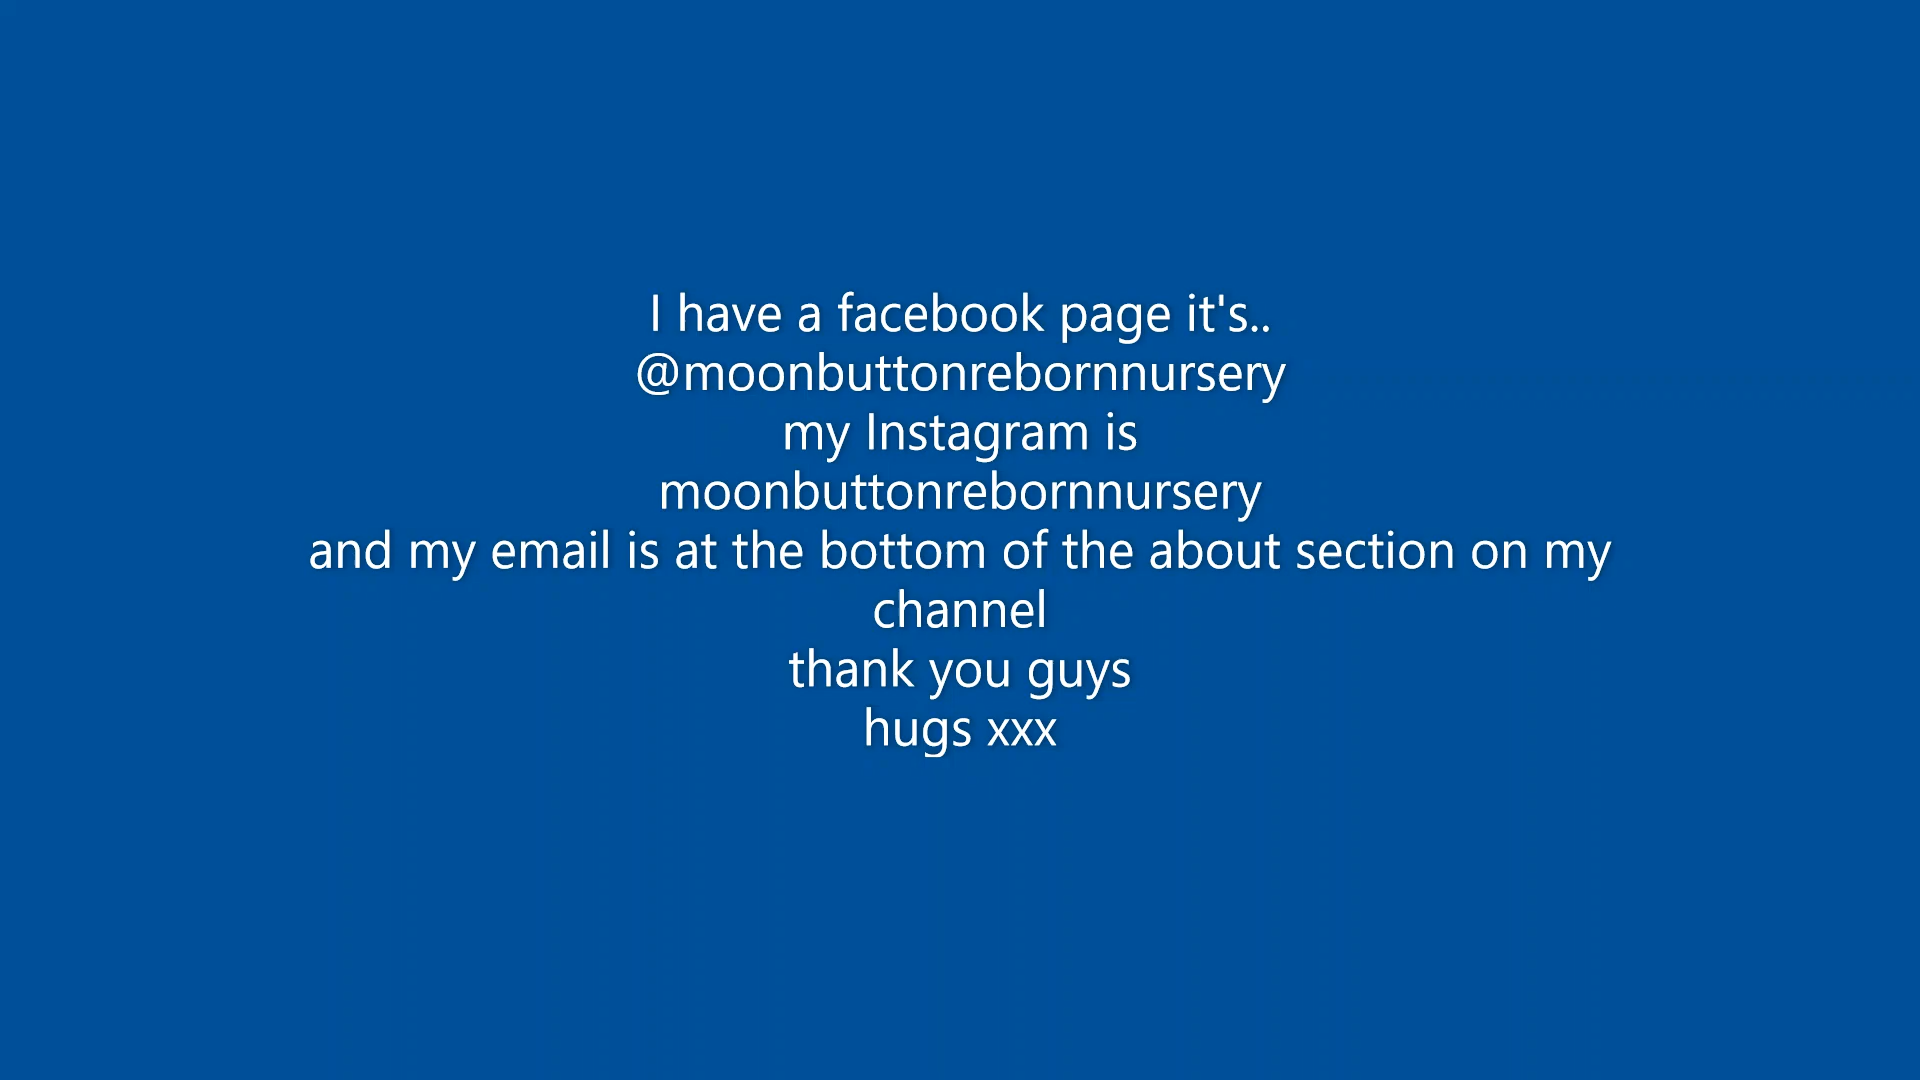 I have a facebook page it's..
@moonbuttonrebornnursery
my Instagram is
moonbuttonrebornnursery
and my email is at the bottom of the about section on my
channel
thank you guys
hugs xxx